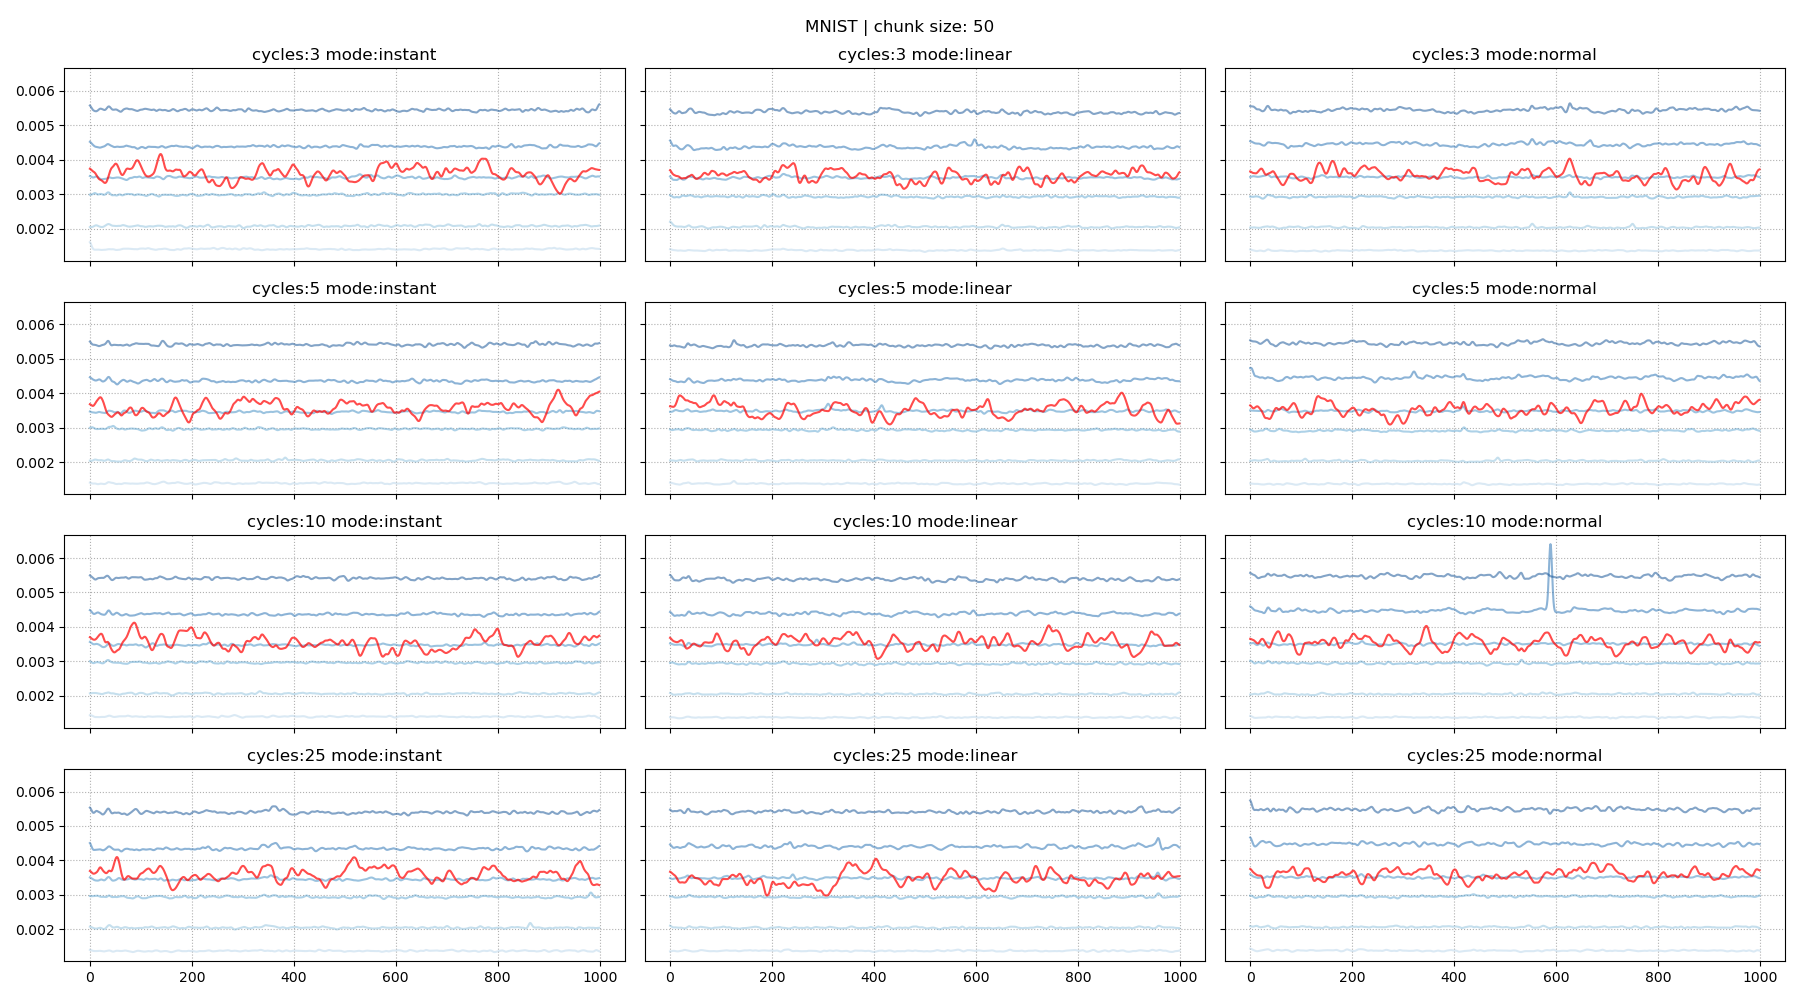 MNIST | chunk size: 50
cycles:3 mode:instant
cycles:3 mode:linear
cycles:3 mode:normal
0.006
0.005
0.004
0.003
0.002
cycles:5 mode:instant
cycles:5 mode:linear
cycles:5 mode:normal
0.006
0.005
0.004
0.003
0.002
cycles:10 mode:instant
cycles:10 mode:linear
cycles:10 mode:normal
0.006
0.005
0.004
0.003
0.002
cycles:25 mode:instant
cycles:25 mode:linear
cycles:25 mode:normal
0.006
0.005
0.004
0.003
0.002
0 200 400 600 800 1000
0 200 400 600 800 1000
0 200 400 600 800 1000